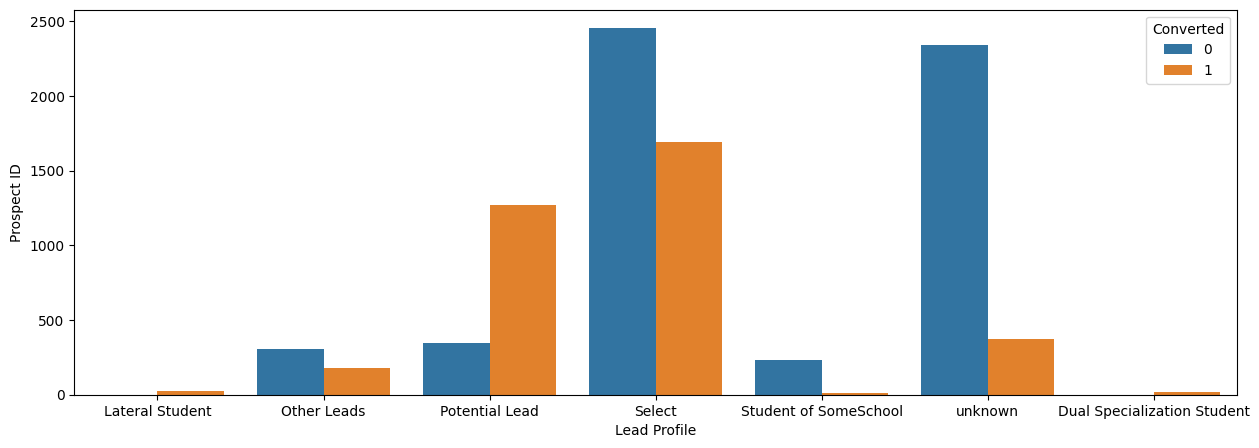 Converted
0
1
2500
2000
1500
1000
500
0
Prospect ID
Lateral Student
Other Leads
Potential Lead
Select
Student of SomeSchool
unknown
Dual Specialization Student
Lead Profile